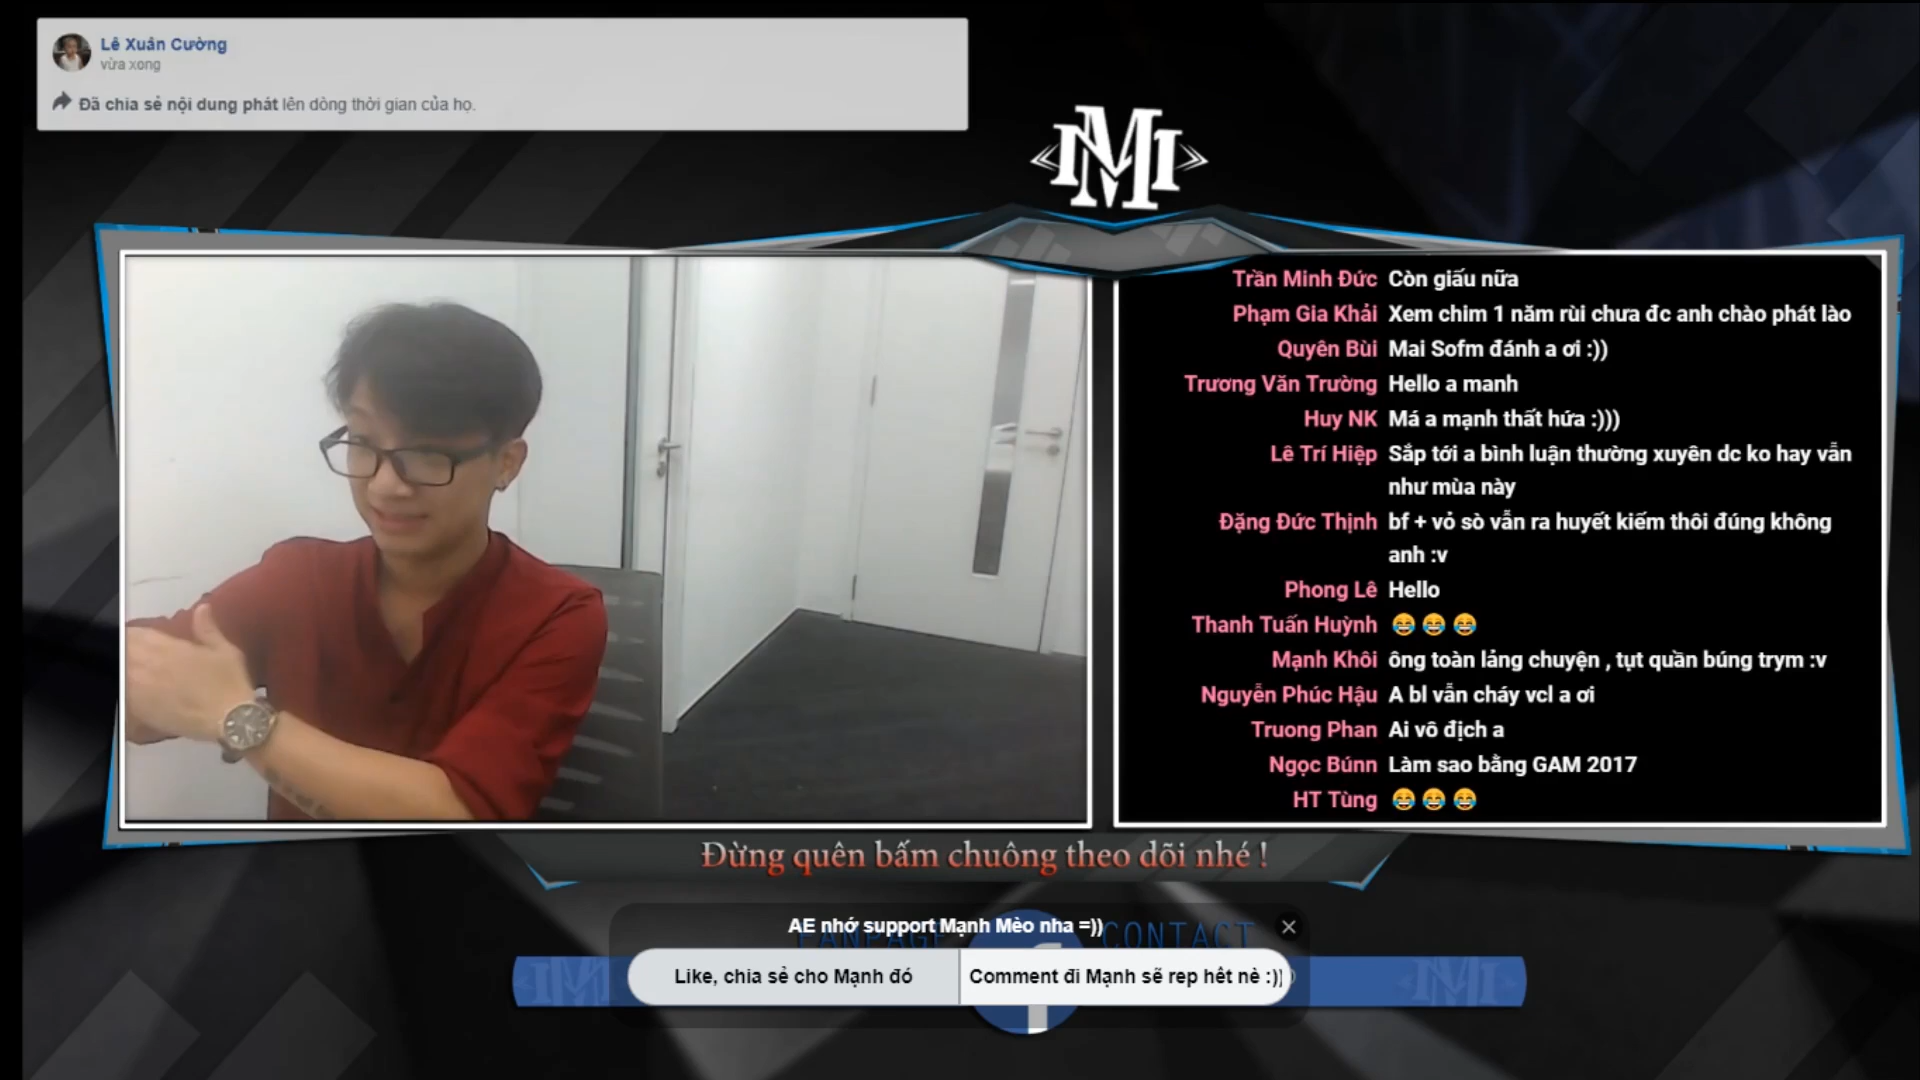 Lê Xuân Cường
vừa xong
Đã chia sẻ nội dung phát lên dòng thời gian của họ.
Trần Minh Đức Còn giấu nữa
Phạm Gia Khải Xem chim 1 năm rùi chưa đc anh chào phát lào
Quyên Bùi Mai Sofm đánh a ơi :))
Trương Văn Trường Hello a manh
Huy NK Má a mạnh thất hứa :)))
Lê Trí Hiệp Sắp tới a bình luận thường xuyên dc ko hay vẫn
như mùa này
Đặng Đức Thịnh bf + vỏ sò vẫn ra huyết kiếm thôi đúng không
anh :v
Phong Lê Hello
Thanh Tuấn Huỳnh 😂 😂 😂
Mạnh Khôi ông toàn lảng chuyện , tụt quần búng trym :v
Nguyễn Phúc Hậu A bl vẫn cháy vcl a ơi
Truong Phan Ai vô địch a
Ngọc Búnn Làm sao bằng GAM 2017
HT Tùng 😂 😂 😂
Đừng quên bấm chuông theo dõi nhé !
AE nhớ support Mạnh Mèo nha =))
FANPAGE CONTACT
Like, chia sẻ cho Mạnh đó
Comment đi Mạnh sẽ rep hết nè :))